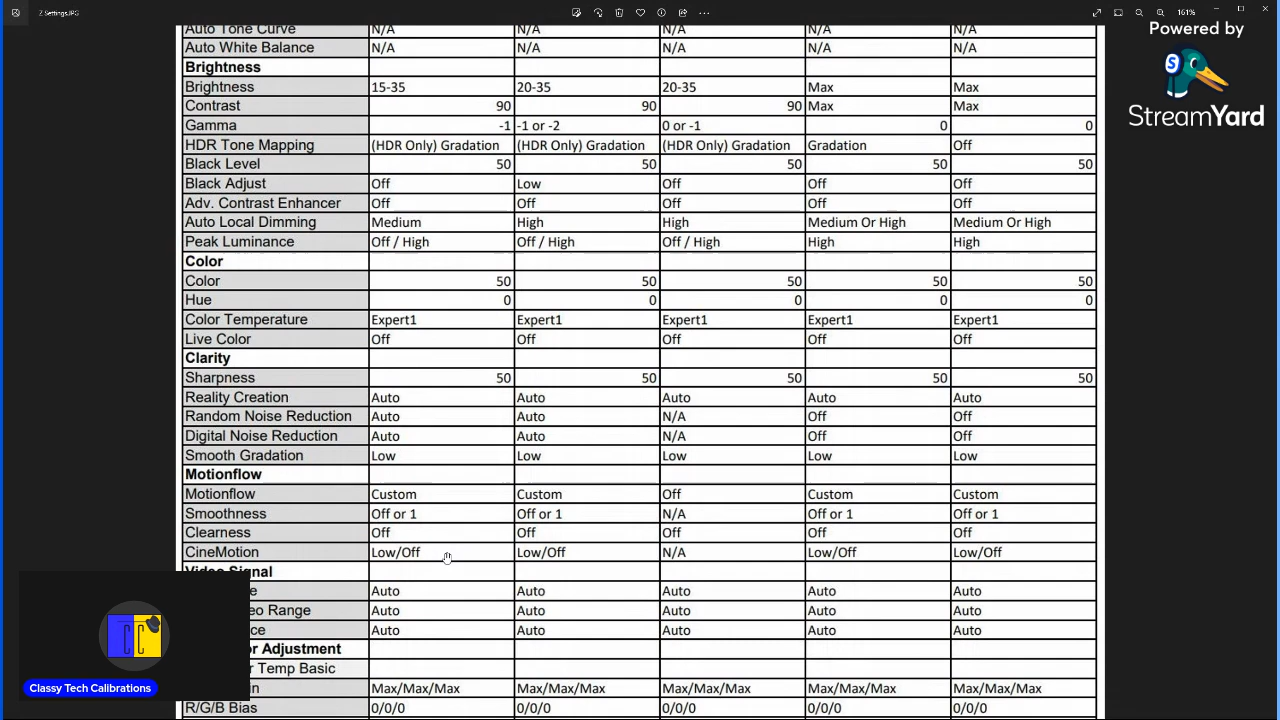 Z Settings.JPG
161%
Auto Tone Curve N/A N/A N/A N/A N/A
Auto White Balance N/A N/A N/A N/A N/A
Brightness
Brightness 15-35 20-35 20-35 Max Max
Contrast 90 90 90 Max Max
Gamma -1 -1 or -2 0 or -1 0 0
HDR Tone Mapping (HDR Only) Gradation (HDR Only) Gradation (HDR Only) Gradation Gradation Off
Black Level 50 50 50 50 50
Black Adjust Off Low Off Off Off
Adv. Contrast Enhancer Off Off Off Off Off
Auto Local Dimming Medium High High Medium Or High Medium Or High
Peak Luminance Off / High Off / High Off / High High High
Color
Color 50 50 50 50 50
Hue 0 0 0 0 0
Color Temperature Expert1 Expert1 Expert1 Expert1 Expert1
Live Color Off Off Off Off Off
Clarity
Sharpness 50 50 50 50 50
Reality Creation Auto Auto Auto Auto Auto
Random Noise Reduction Auto Auto N/A Off Off
Digital Noise Reduction Auto Auto N/A Off Off
Smooth Gradation Low Low Low Low Low
Motionflow
Motionflow Custom Custom Off Custom Custom
Smoothness Off or 1 Off or 1 N/A Off or 1 Off or 1
Clearness Off Off Off Off Off
CineMotion Low/Off Low/Off N/A Low/Off Low/Off
Video Signal
e Auto Auto Auto Auto Auto
eo Range Auto Auto Auto Auto Auto
ce Auto Auto Auto Auto Auto
or Adjustment
r Temp Basic
in Max/Max/Max Max/Max/Max Max/Max/Max Max/Max/Max Max/Max/Max
R/G/B Bias 0/0/0 0/0/0 0/0/0 0/0/0 0/0/0
Powered by
S
StreamYard
CC
Classy Tech Calibrations